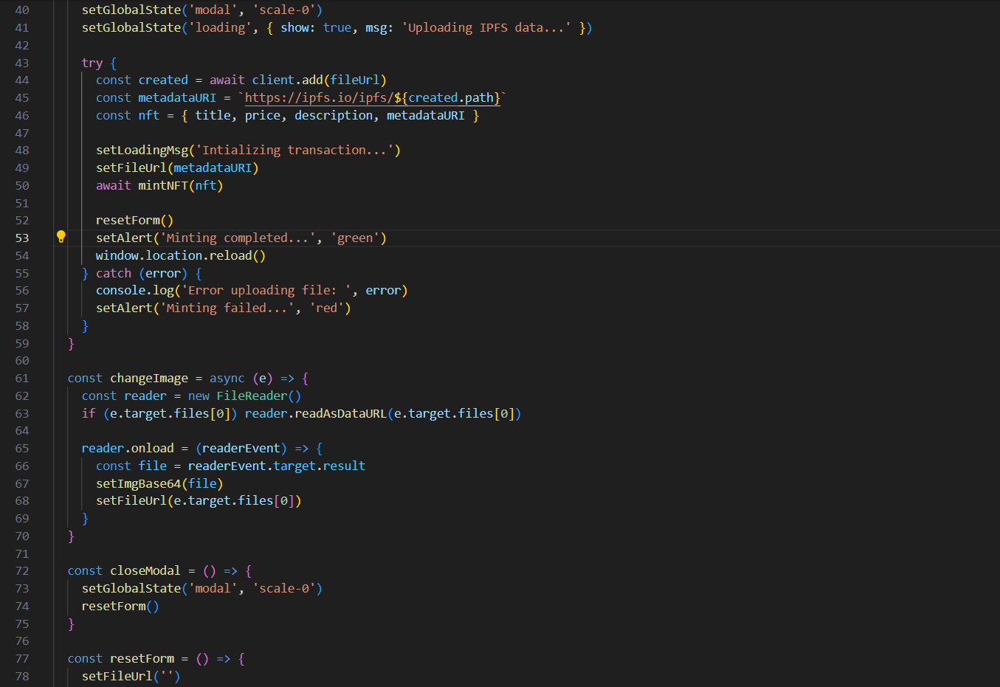 40 setGlobalState('modal', 'scale-0')
41 setGlobalState('loading', { show: true, msg: 'Uploading IPFS data...' })
42
43 try {
44 const created = await client.add(fileUrl)
45 const metadataURI = `https://ipfs.io/ipfs/${created.path}`
46 const nft = { title, price, description, metadataURI }
47
48 setLoadingMsg('Intializing transaction...')
49 setFileUrl(metadataURI)
50 await mintNFT(nft)
51
52 resetForm()
53 setAlert('Minting completed...', 'green')
54 window.location.reload()
55 } catch (error) {
56 console.log('Error uploading file: ', error)
57 setAlert('Minting failed...', 'red')
58 }
59 }
60
61 const changeImage = async (e) => {
62 const reader = new FileReader()
63 if (e.target.files[0]) reader.readAsDataURL(e.target.files[0])
64
65 reader.onload = (readerEvent) => {
66 const file = readerEvent.target.result
67 setImgBase64(file)
68 setFileUrl(e.target.files[0])
69 }
70 }
71
72 const closeModal = () => {
73 setGlobalState('modal', 'scale-0')
74 resetForm()
75 }
76
77 const resetForm = () => {
78 setFileUrl('')